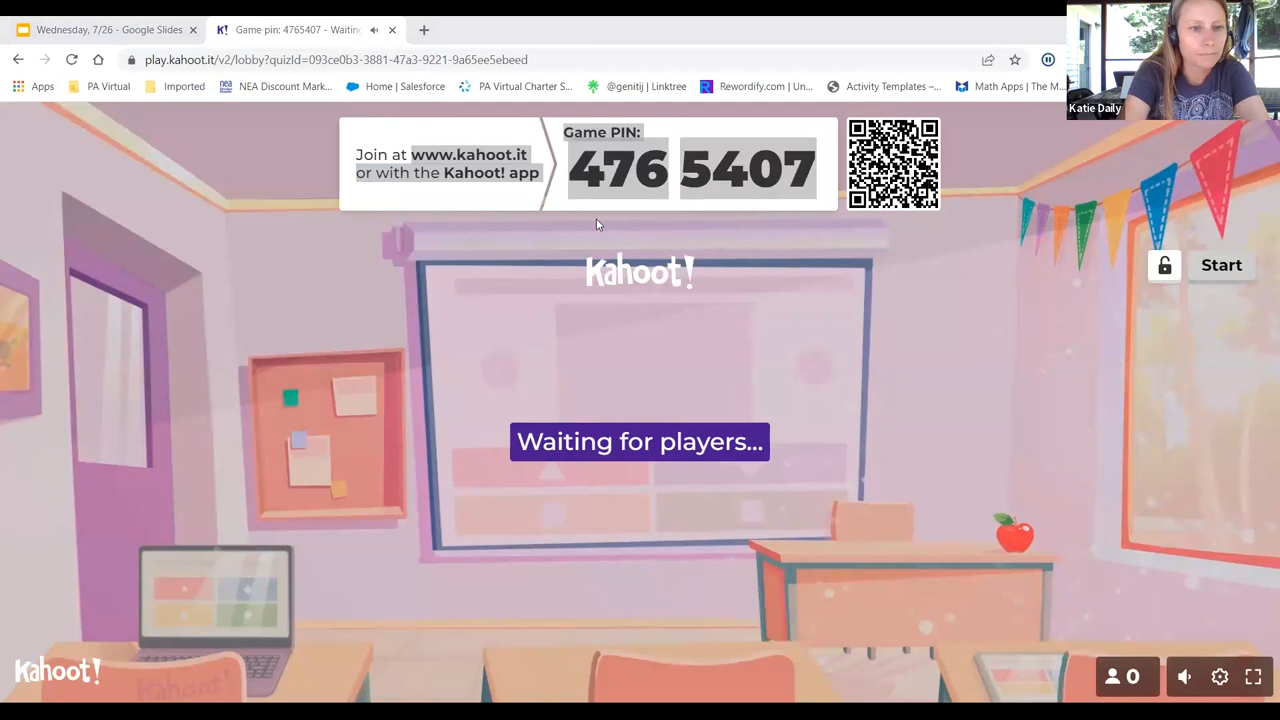 Wednesday, 7/26 - Google Slides
K! Game pin: 4765407 - Waitin
play.kahoot.it/v2/lobby?quizId=093ce0b3-3881-47a3-9221-9a65ee5ebeed
Apps PA Virtual Imported NEA Discount Mark... Home | Salesforce PA Virtual Charter S... @genitij | Linktree Rewordify.com | Un... Activity Templates –... Math Apps | The M...
Katie Daily
Join at www.kahoot.it
or with the Kahoot! app
Game PIN:
476 5407
Kahoot!
Start
Waiting for players...
Kahoot!
Kahoot!
0